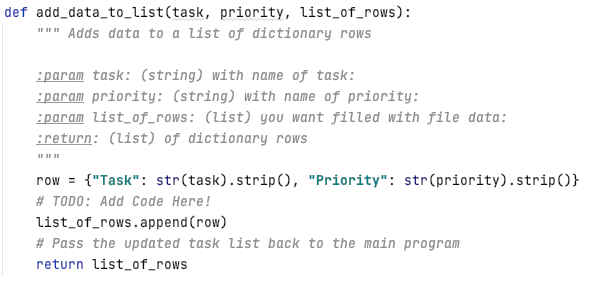 def add_data_to_list(task, priority, list_of_rows):
    """ Adds data to a list of dictionary rows

    :param task: (string) with name of task:
    :param priority: (string) with name of priority:
    :param list_of_rows: (list) you want filled with file data:
    :return: (list) of dictionary rows
    """
    row = {"Task": str(task).strip(), "Priority": str(priority).strip()}
    # TODO: Add Code Here!
    list_of_rows.append(row)
    # Pass the updated task list back to the main program
    return list_of_rows